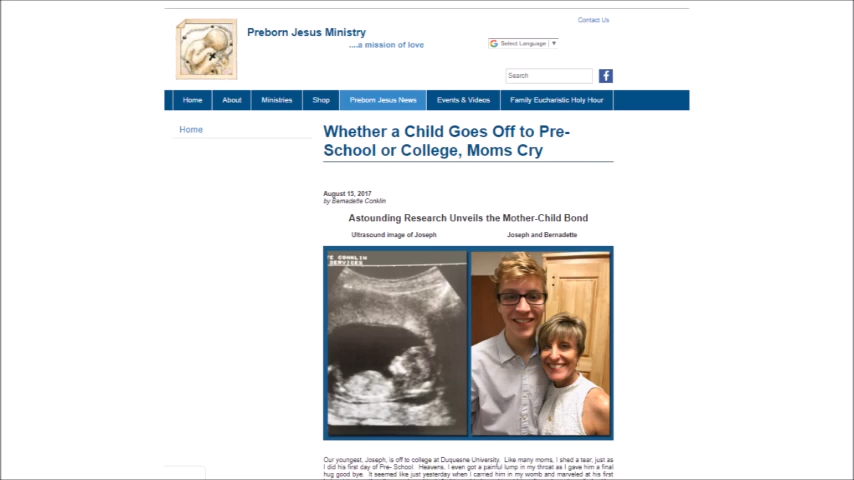 Contact Us
Preborn Jesus Ministry
....a mission of love
Select Language ▼
Search
Home About Ministries Shop Preborn Jesus News Events & Videos Family Eucharistic Holy Hour
Home
Whether a Child Goes Off to Pre-
School or College, Moms Cry
August 15, 2017
by Bernadette Conklin
Astounding Research Unveils the Mother-Child Bond
Ultrasound image of Joseph Joseph and Bernadette
E CONKLIN
SERVICES
Our youngest, Joseph, is off to college at Duquesne University. Like many moms, I shed a tear, just as
I did his first day of Pre- School. Heavens, I even got a painful lump in my throat as I gave him a final
hug good bye. It seemed like just yesterday when I carried him in my womb and marveled at his first